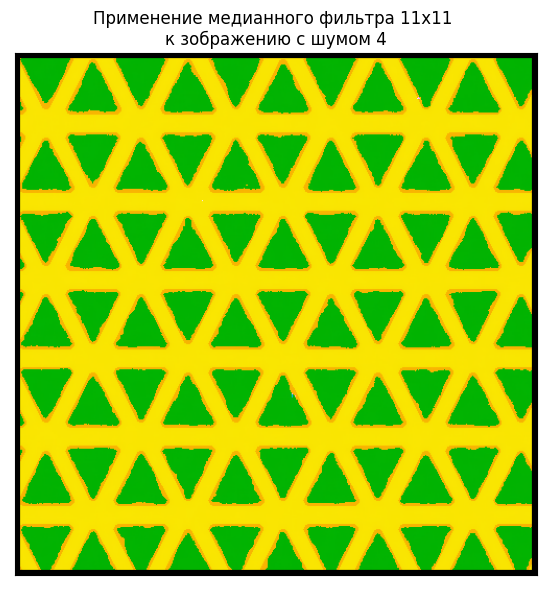 Применение медианного фильтра 11x11
к зображению с шумом 4